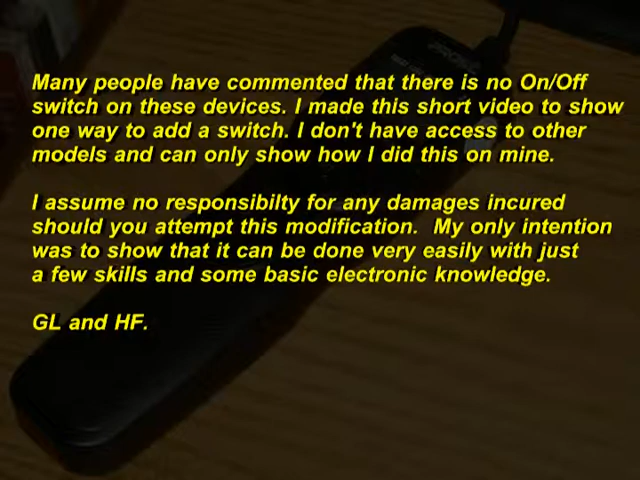 Many people have commented that there is no On/Off
switch on these devices. I made this short video to show
one way to add a switch. I don't have access to other
models and can only show how I did this on mine.
I assume no responsibilty for any damages incured
should you attempt this modification. My only intention
was to show that it can be done very easily with just
a few skills and some basic electronic knowledge.
GL and HF.